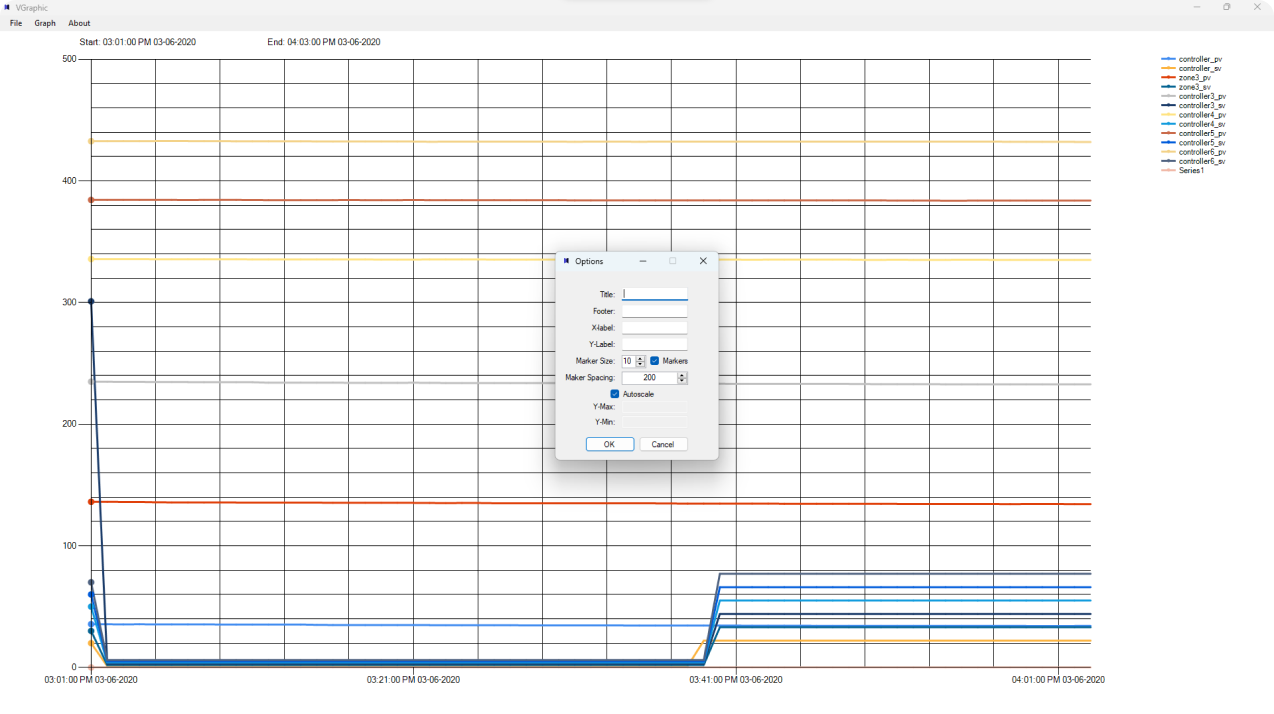 VGraphic
File Graph About
Start: 03:01:00 PM 03-06-2020 End: 04:03:00 PM 03-06-2020
500
400
300
200
100
0
03:01:00 PM 03-06-2020 03:21:00 PM 03-06-2020 03:41:00 PM 03-06-2020 04:01:00 PM 03-06-2020
controller_pv
controller_sv
zone3_pv
zone3_sv
controller3_pv
controller3_sv
controller4_pv
controller4_sv
controller5_pv
controller5_sv
controller6_pv
controller6_sv
Series1
Options
Title:
Footer:
X-label:
Y-Label:
Marker Size: 10 Markers
Maker Spacing: 200
Autoscale
Y-Max:
Y-Min:
OK Cancel